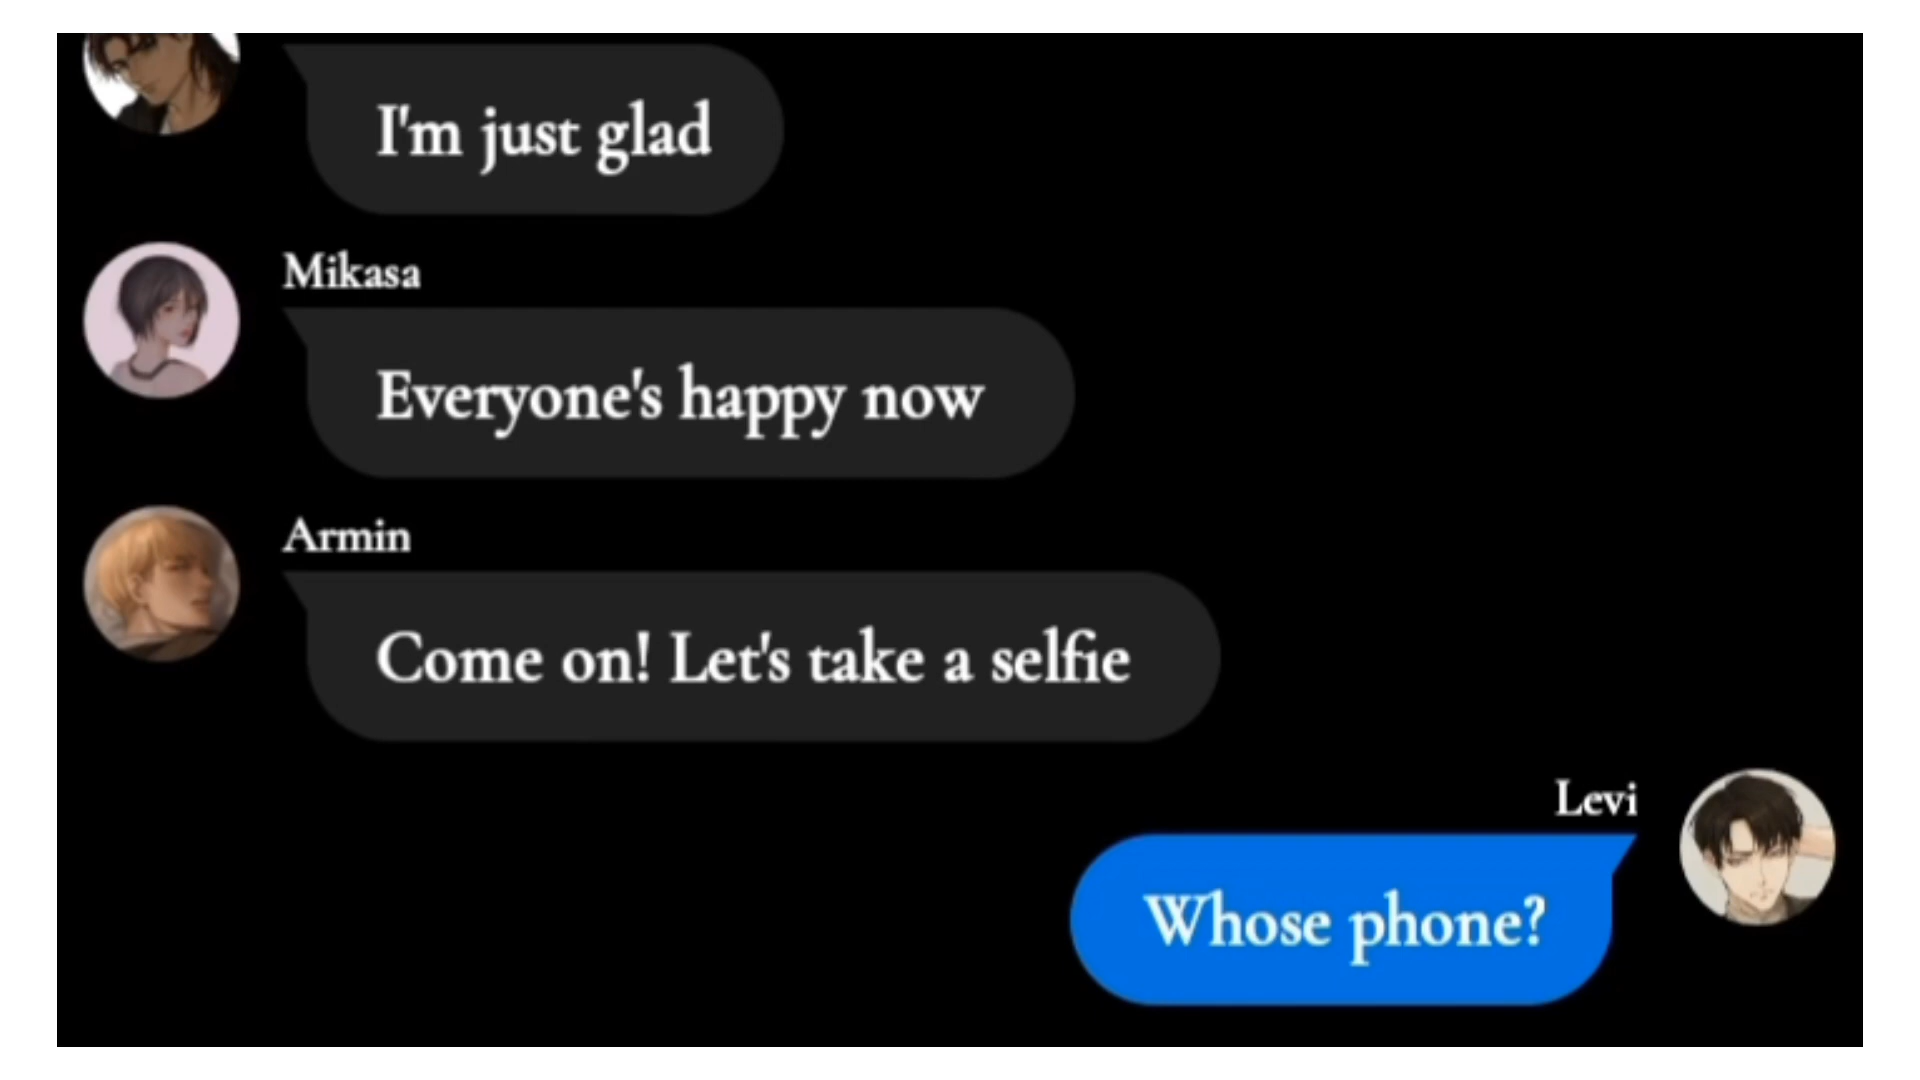 I'm just glad
Mikasa
Everyone's happy now
Armin
Come on! Let's take a selfie
Levi
Whose phone?